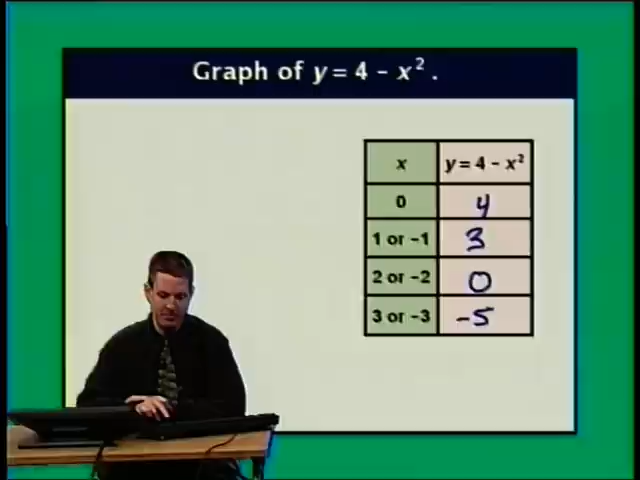 Graph of y = 4 – x².
x y = 4 – x²
0 4
1 or –1 3
2 or –2 0
3 or –3 -5